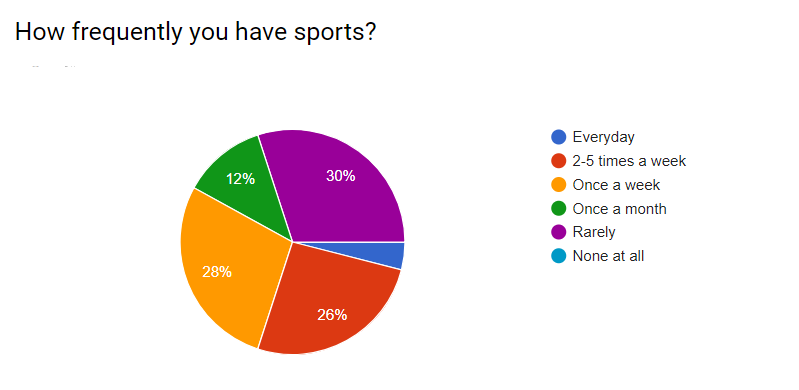 How frequently you have sports?
Everyday
2-5 times a week
Once a week
Once a month
Rarely
None at all
30%
12%
28%
26%